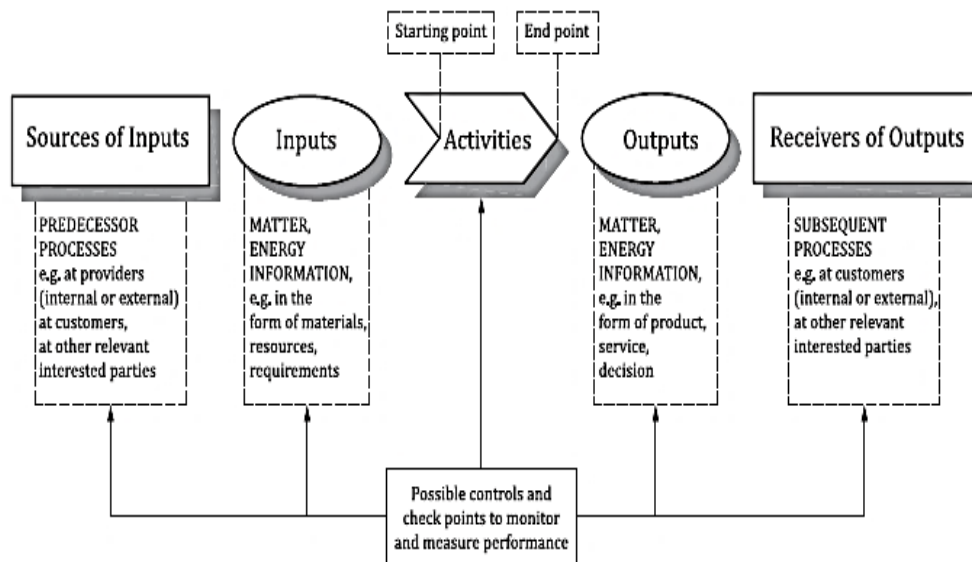 Starting point
End point
Sources of Inputs
Inputs
Activities
Outputs
Receivers of Outputs
PREDECESSOR
PROCESSES
e.g. at providers
(internal or external)
at customers,
at other relevant
interested parties
MATTER,
ENERGY
INFORMATION,
e.g. in the
form of materials,
resources,
requirements
MATTER,
ENERGY
INFORMATION,
e.g. in the
form of product,
service,
decision
SUBSEQUENT
PROCESSES
e.g. at customers
(internal or external),
at other relevant
interested parties
Possible controls and
check points to monitor
and measure performance